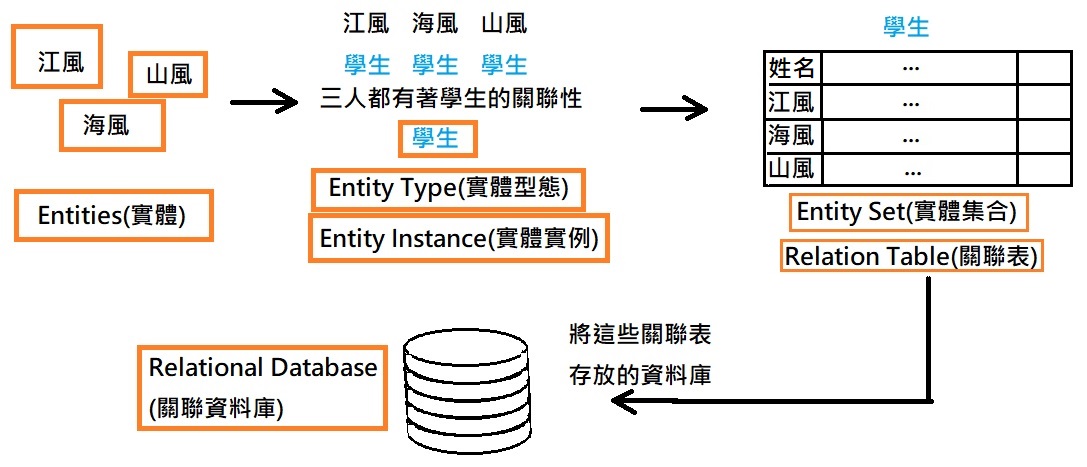 江風
山風
海風
Entities(實體)
江風 海風 山風
學生 學生 學生
三人都有著學生的關聯性
學生
Entity Type(實體型態)
Entity Instance(實體實例)
學生
姓名 ...
江風 ...
海風 ...
山風 ...
Entity Set(實體集合)
Relation Table(關聯表)
將這些關聯表
存放的資料庫
Relational Database
(關聯資料庫)